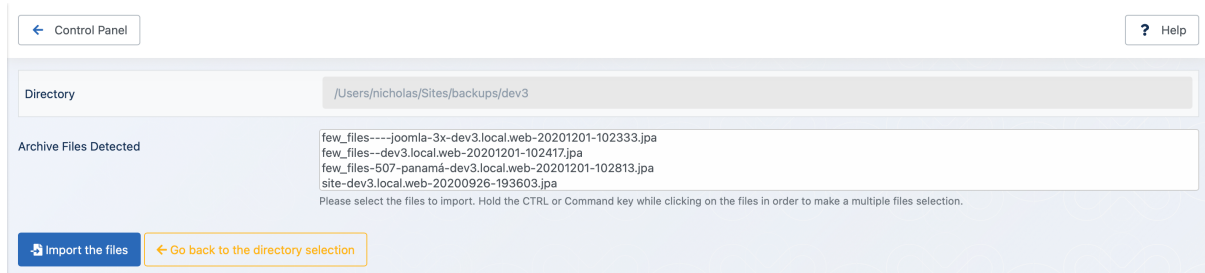 Control Panel
? Help
Directory
/Users/nicholas/Sites/backups/dev3
Archive Files Detected
few_files----joomla-3x-dev3.local.web-20201201-102333.jpa
few_files--dev3.local.web-20201201-102417.jpa
few_files-507-panamá-dev3.local.web-20201201-102813.jpa
site-dev3.local.web-20200926-193603.jpa
Please select the files to import. Hold the CTRL or Command key while clicking on the files in order to make a multiple files selection.
Import the files
Go back to the directory selection